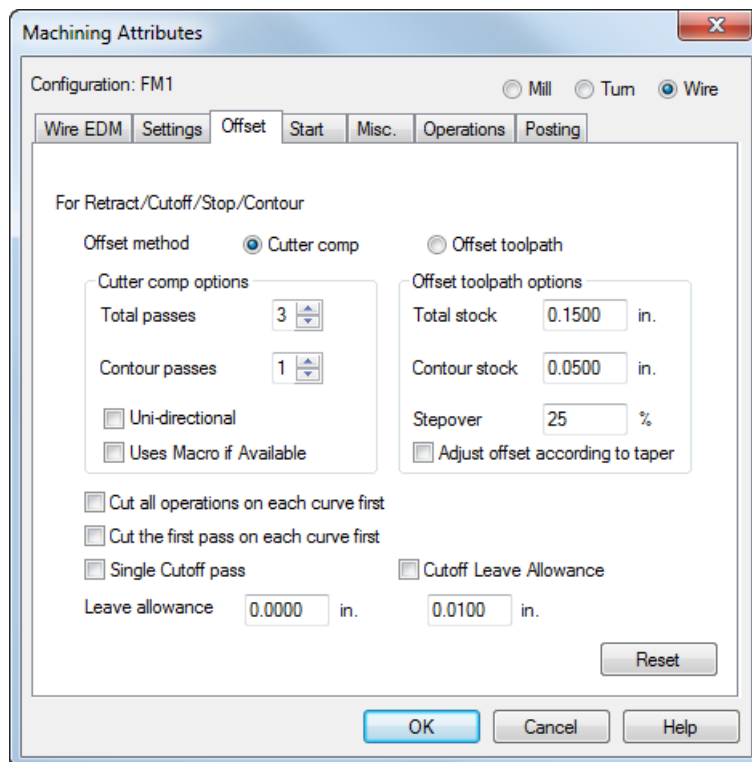 Machining Attributes
Configuration: FM1
Mill Turn Wire
Wire EDM Settings Offset Start Misc. Operations Posting
For Retract/Cutoff/Stop/Contour
Offset method Cutter comp Offset toolpath
Cutter comp options Offset toolpath options
Total passes 3 Total stock 0.1500 in.
Contour passes 1 Contour stock 0.0500 in.
Uni-directional Stepover 25 %
Uses Macro if Available Adjust offset according to taper
Cut all operations on each curve first
Cut the first pass on each curve first
Single Cutoff pass Cutoff Leave Allowance
Leave allowance 0.0000 in. 0.0100 in.
Reset
OK Cancel Help